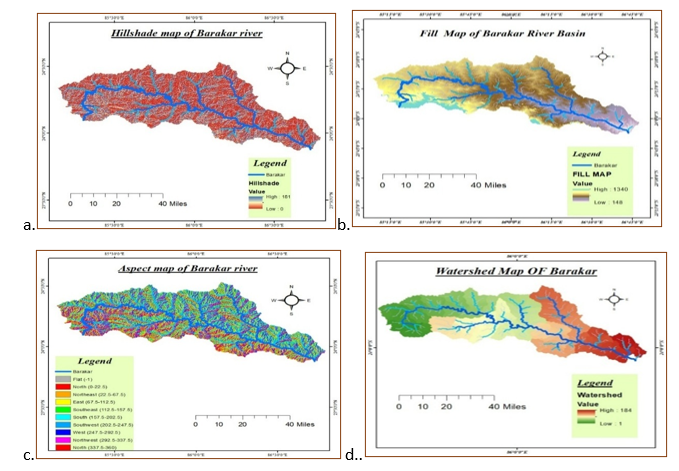 Hillshade map of Barakar river
N
W E
S
Legend
Barakar
Hillshade
Value
High : 181
Low : 0
0 10 20 40 Miles
a.
Fill Map of Barakar River Basin
Legend
Barakar
FILL MAP
Value
High : 1340
Low : 148
0 10 20 40 Miles
b.
Aspect map of Barakar river
N
W E
S
Legend
Barakar
Flat (-1)
North (0-22.5)
Northeast (22.5-67.5)
East (67.5-112.5)
Southeast (112.5-157.5)
South (157.5-202.5)
Southwest (202.5-247.5)
West (247.5-292.5)
Northwest (292.5-337.5)
North (337.5-360)
0 10 20 40 Miles
c.
Watershed Map OF Barakar
Legend
Watershed
Value
High : 184
Low : 1
0 10 20 40 Miles
d..